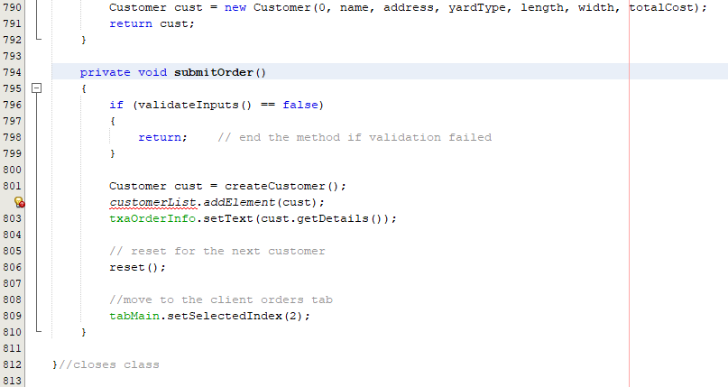 790 Customer cust = new Customer(0, name, address, yardType, length, width, totalCost);
791 return cust;
792 }
793
794 private void submitOrder()
795 {
796 if (validateInputs() == false)
797 {
798 return; // end the method if validation failed
799 }
800
801 Customer cust = createCustomer();
customerList.addElement(cust);
803 txaOrderInfo.setText(cust.getDetails());
804
805 // reset for the next customer
806 reset();
807
808 //move to the client orders tab
809 tabMain.setSelectedIndex(2);
810 }
811
812 }//closes class
813